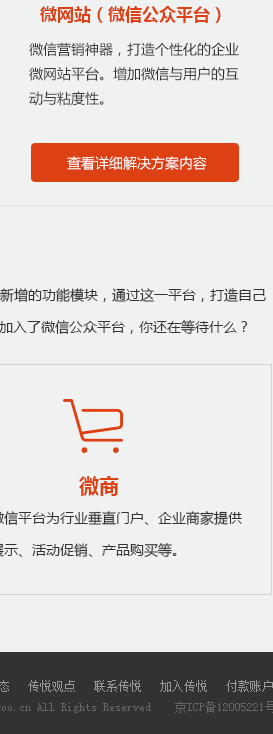 微网站（微信公众平台）
微信营销神器，打造个性化的企业
微网站平台。增加微信与用户的互
动与粘度性。
查看详细解决方案内容
新增的功能模块，通过这一平台，打造自己
加入了微信公众平台，你还在等待什么？
微商
微信平台为行业垂直门户、企业商家提供
展示、活动促销、产品购买等。
态 传悦观点 联系传悦 加入传悦 付款账户
oo.cn All Rights Reserved 京ICP备12005221号